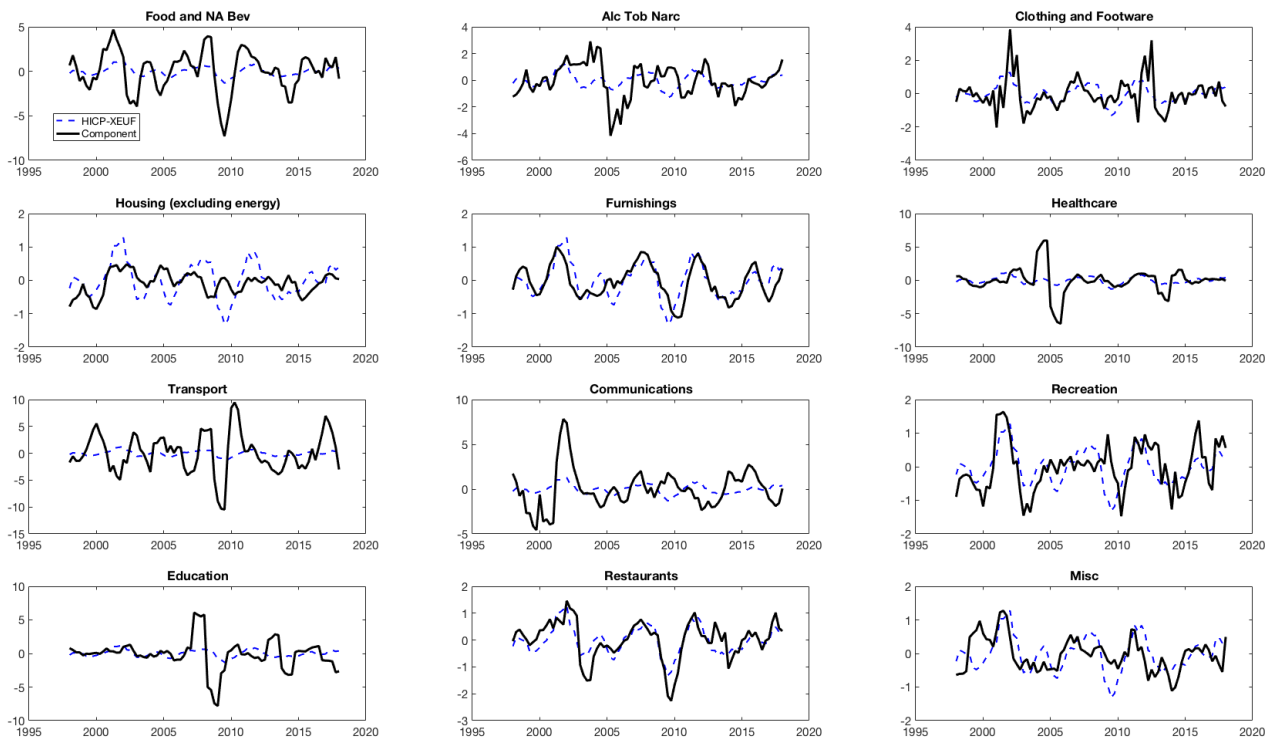 Food and NA Bev
5
0
-5
-10
HICP-XEUF
Component
1995 2000 2005 2010 2015 2020
Alc Tob Narc
4
2
0
-2
-4
-6
1995 2000 2005 2010 2015 2020
Clothing and Footware
4
2
0
-2
-4
1995 2000 2005 2010 2015 2020
Housing (excluding energy)
2
1
0
-1
-2
1995 2000 2005 2010 2015 2020
Furnishings
2
1
0
-1
-2
1995 2000 2005 2010 2015 2020
Healthcare
10
5
0
-5
-10
1995 2000 2005 2010 2015 2020
Transport
10
5
0
-5
-10
-15
1995 2000 2005 2010 2015 2020
Communications
10
5
0
-5
1995 2000 2005 2010 2015 2020
Recreation
2
1
0
-1
-2
1995 2000 2005 2010 2015 2020
Education
10
5
0
-5
-10
1995 2000 2005 2010 2015 2020
Restaurants
2
1
0
-1
-2
-3
1995 2000 2005 2010 2015 2020
Misc
2
1
0
-1
-2
1995 2000 2005 2010 2015 2020